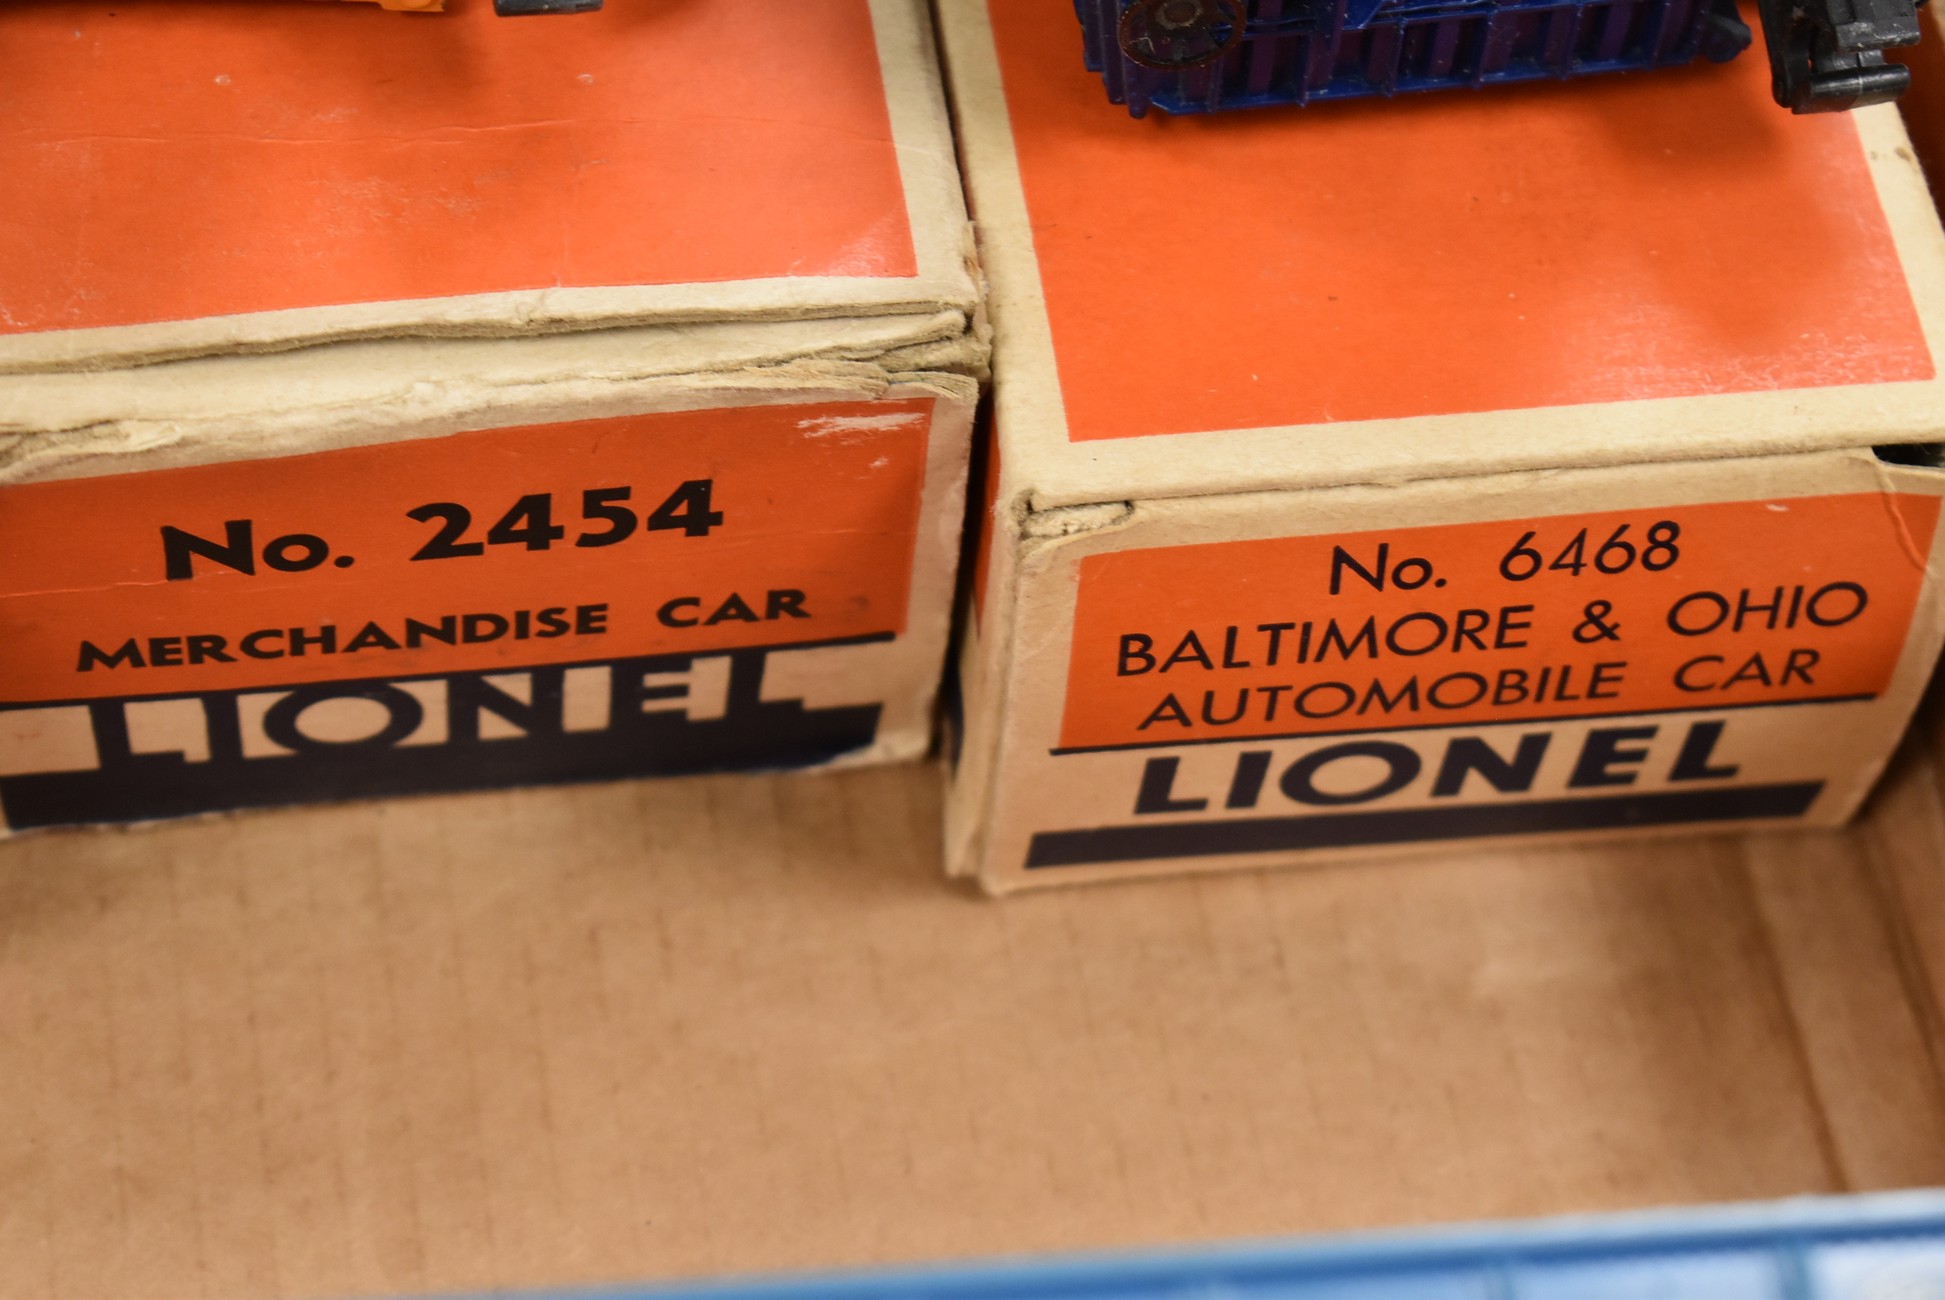 No. 2454
MERCHANDISE CAR
LIONEL
No. 6468
BALTIMORE & OHIO
AUTOMOBILE CAR
LIONEL